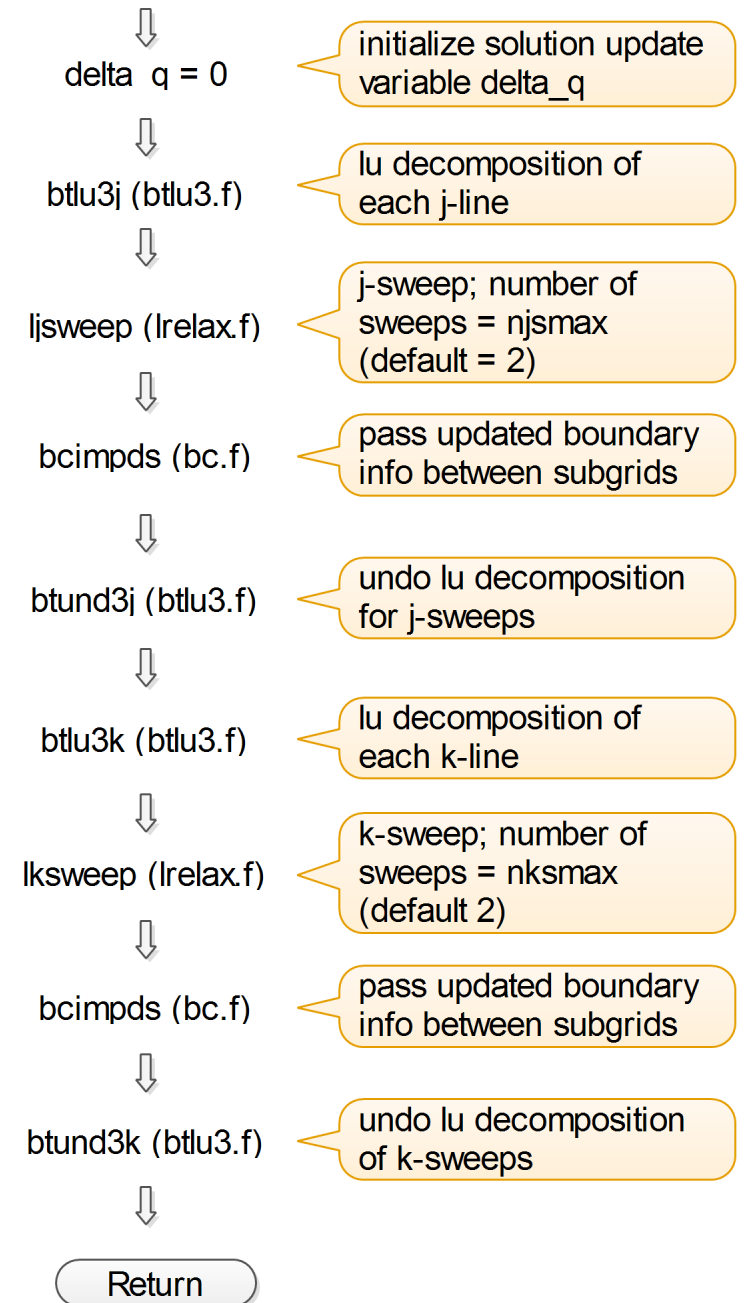 delta q = 0
initialize solution update
variable delta_q
btlu3j (btlu3.f)
lu decomposition of
each j-line
ljsweep (lrelax.f)
j-sweep; number of
sweeps = njsmax
(default = 2)
bcimpds (bc.f)
pass updated boundary
info between subgrids
btund3j (btlu3.f)
undo lu decomposition
for j-sweeps
btlu3k (btlu3.f)
lu decomposition of
each k-line
lksweep (lrelax.f)
k-sweep; number of
sweeps = nksmax
(default 2)
bcimpds (bc.f)
pass updated boundary
info between subgrids
btund3k (btlu3.f)
undo lu decomposition
of k-sweeps
Return